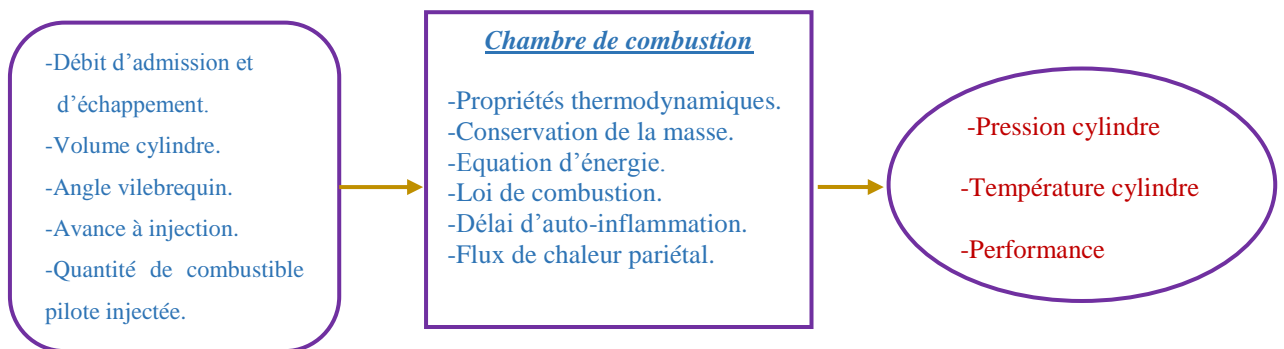 -Débit d’admission et
d’échappement.
-Volume cylindre.
-Angle vilebrequin.
-Avance à injection.
-Quantité de combustible
pilote injectée.
Chambre de combustion
-Propriétés thermodynamiques.
-Conservation de la masse.
-Equation d’énergie.
-Loi de combustion.
-Délai d’auto-inflammation.
-Flux de chaleur pariétal.
-Pression cylindre
-Température cylindre
-Performance